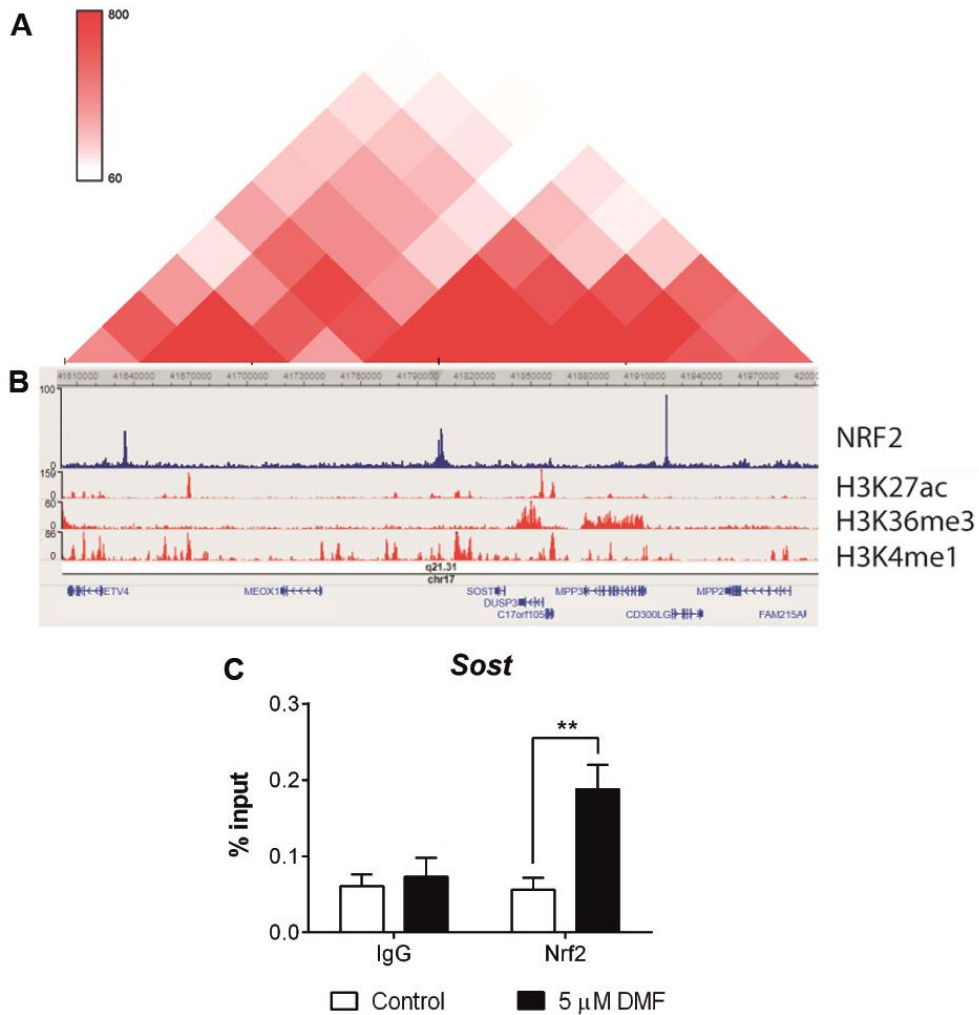 A
800
60
B
41610000 41640000 41670000 41700000 41730000 41760000 41790000 41820000 41850000 41880000 41910000 41940000 41970000 42000
100
0
NRF2
159
0
H3K27ac
60
0
H3K36me3
86
0
H3K4me1
q21.31
chr17
ETV4 MEOX1 SOST MPP3 MPP2
DUSP3
C17orf105 CD300LG FAM215A
C
Sost
% input
0.3
0.2
0.1
0.0
**
IgG Nrf2
Control 5 μM DMF